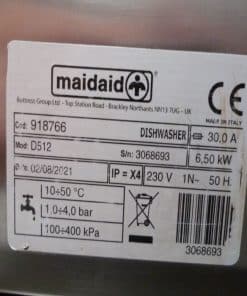 maidaid
Buttress Group Ltd - Top Station Road - Brackley Northants NN13 7UG - UK
CE
MADE IN ITALY
Cod: 918766
DISHWASHER
30.0 A
Mod: D512
S/n: 3068693
6,50 kW
02/08/2021
IP = X4
230 V
1N~
50 H
10÷50 °C
1,0÷4,0 bar
100÷400 kPa
3068693